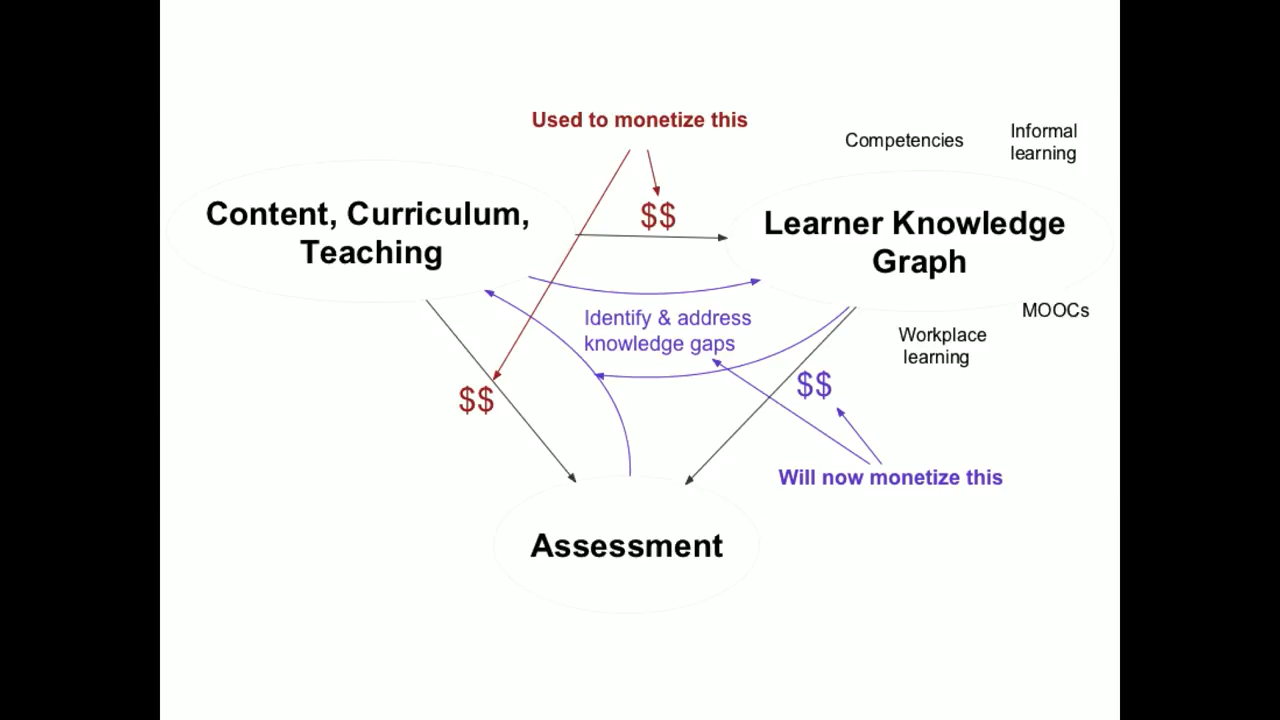 Used to monetize this
Competencies
Informal
learning
$$
Content, Curriculum,
Teaching
Learner Knowledge
Graph
Identify & address
knowledge gaps
MOOCs
Workplace
learning
$$
$$
Will now monetize this
Assessment